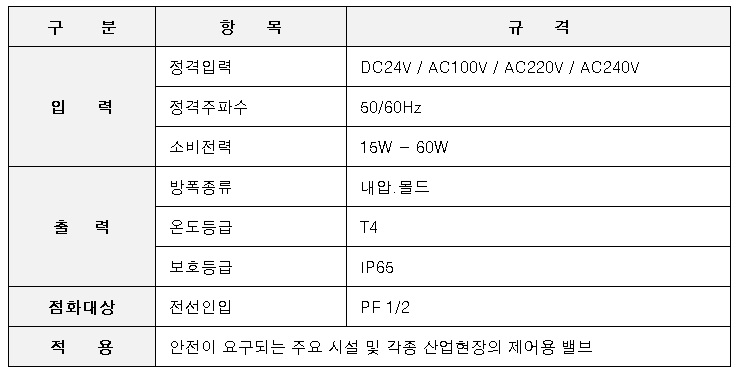 구 분 항 목 규 격
입 력 정격입력 DC24V / AC100V / AC220V / AC240V
정격주파수 50/60Hz
소비전력 15W - 60W
출 력 방폭종류 내압.몰드
온도등급 T4
보호등급 IP65
점화대상 전선인입 PF 1/2
적 용 안전이 요구되는 주요 시설 및 각종 산업현장의 제어용 밸브